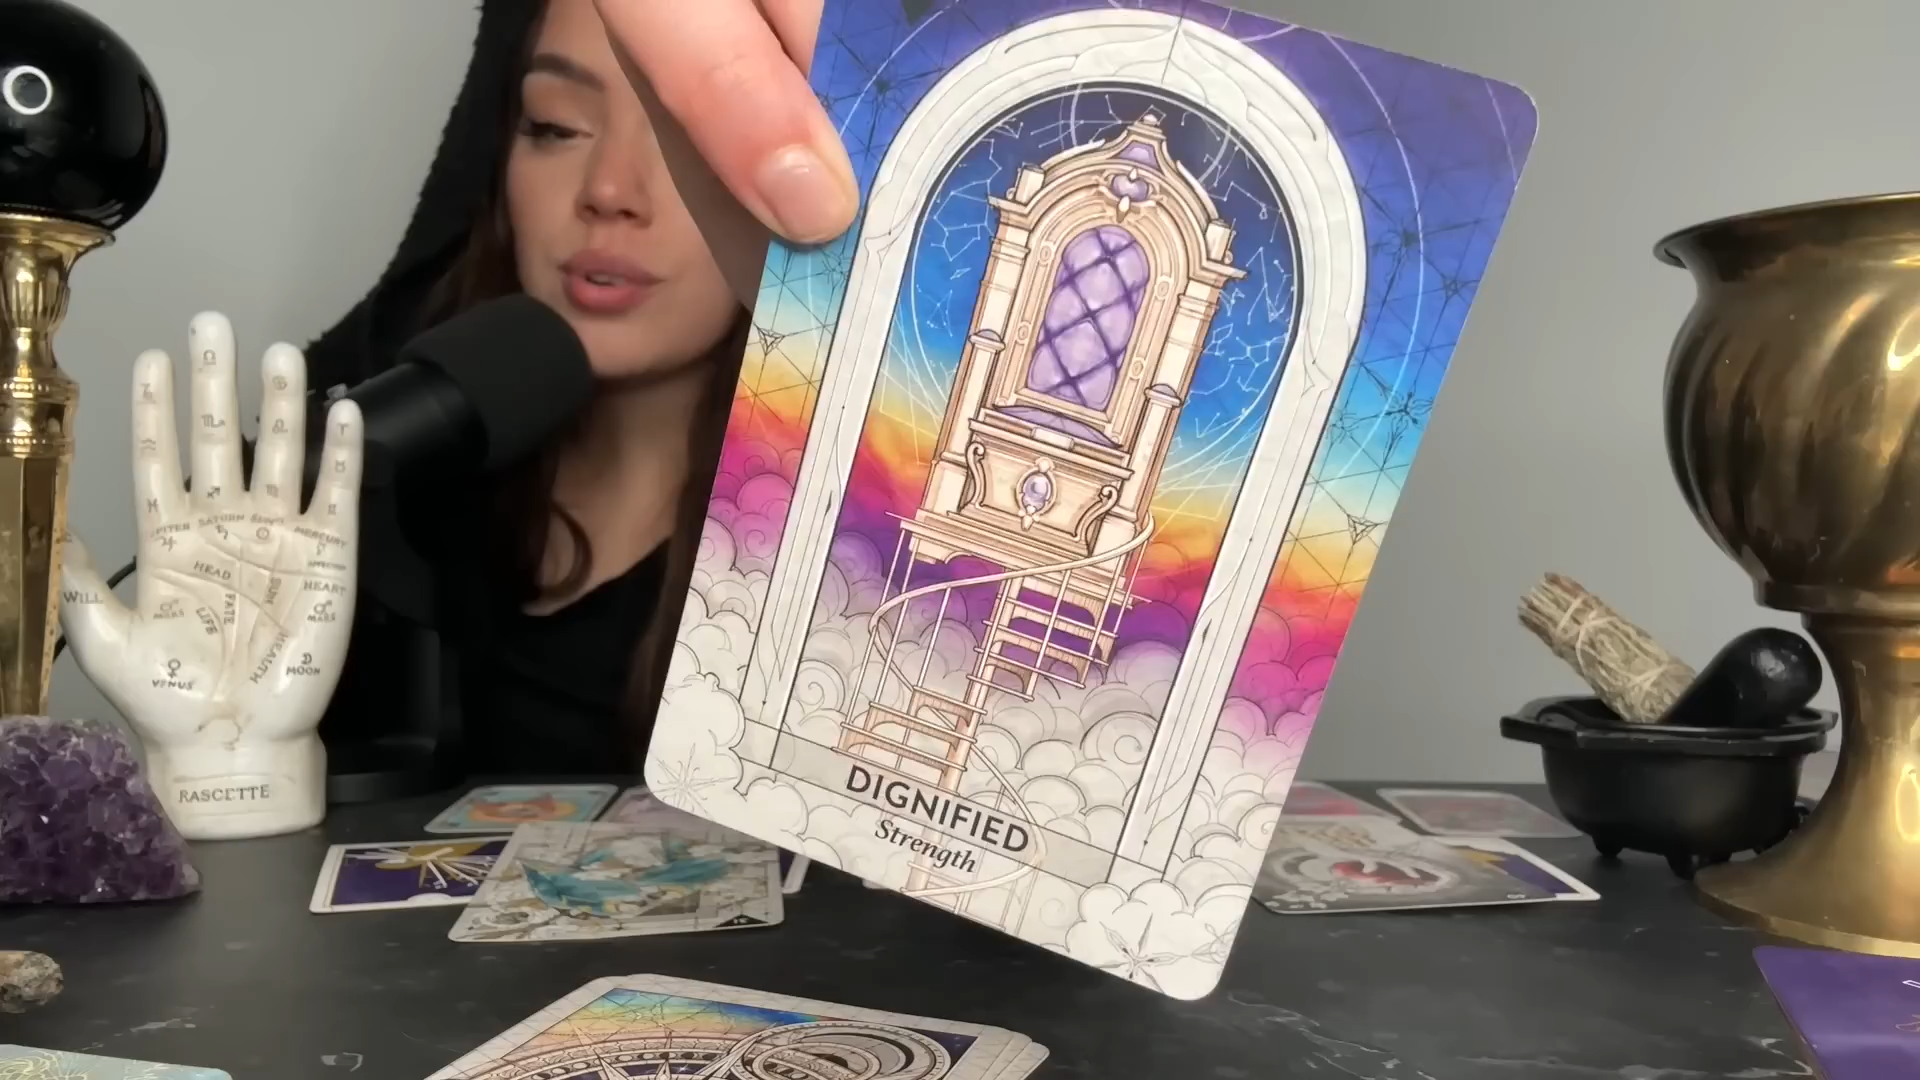 DIGNIFIED
Strength
SATURN
MERCURY
HEAD
HEART
WILL
MARS
LIFE
FATE
SUN
MARS
HEALTH
MOON
VENUS
RASCETTE